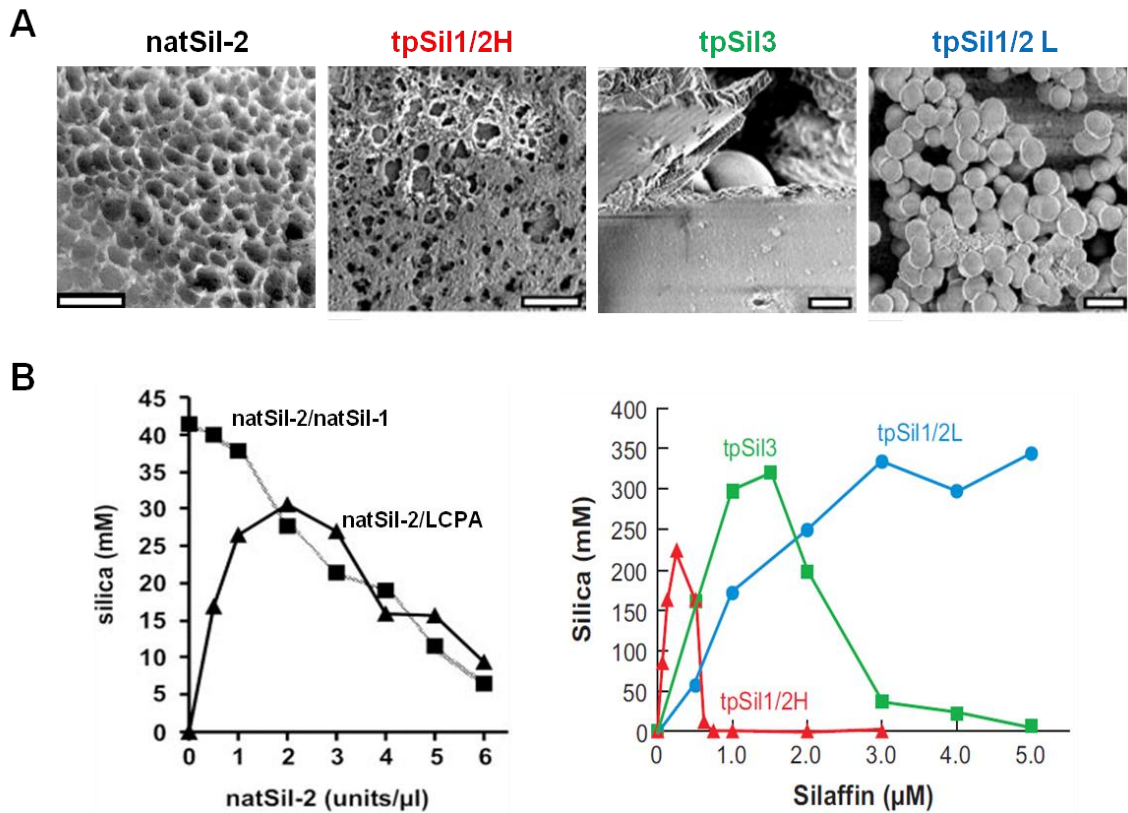 A
natSil-2
tpSil1/2H
tpSil3
tpSil1/2 L
B
45
40
35
30
25
20
15
10
5
0
silica (mM)
natSil-2/natSil-1
natSil-2/LCPA
0 1 2 3 4 5 6
natSil-2 (units/µl)
400
350
300
250
200
150
100
50
0
Silica (mM)
tpSil3
tpSil1/2L
tpSil1/2H
0 1.0 2.0 3.0 4.0 5.0
Silaffin (µM)